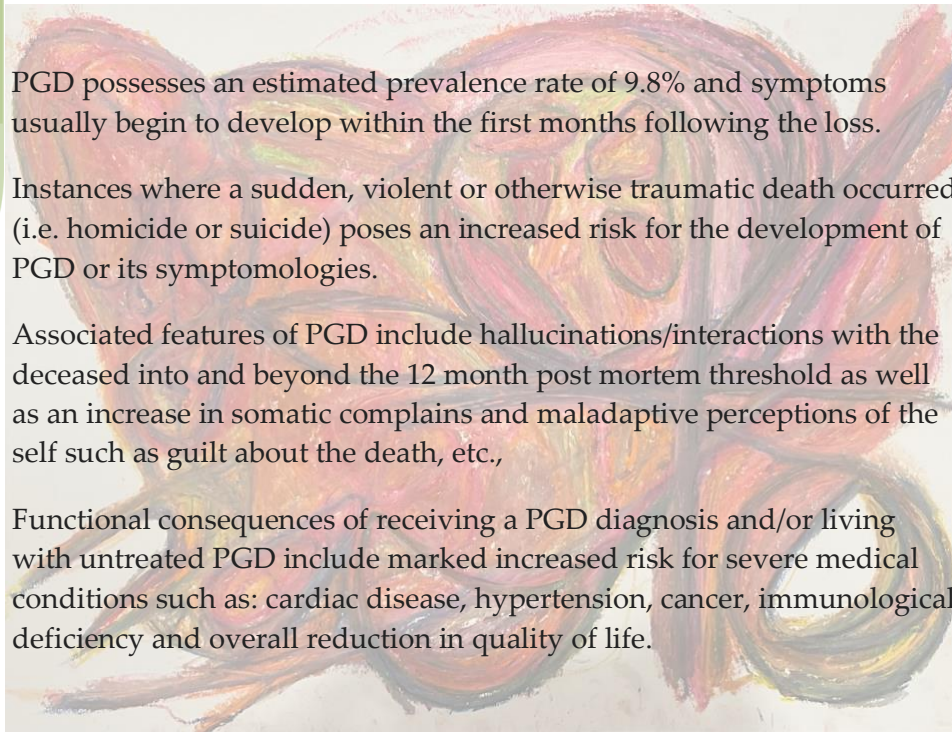 PGD possesses an estimated prevalence rate of 9.8% and symptoms
usually begin to develop within the first months following the loss.
Instances where a sudden, violent or otherwise traumatic death occurred
(i.e. homicide or suicide) poses an increased risk for the development of
PGD or its symptomologies.
Associated features of PGD include hallucinations/interactions with the
deceased into and beyond the 12 month post mortem threshold as well
as an increase in somatic complains and maladaptive perceptions of the
self such as guilt about the death, etc.,
Functional consequences of receiving a PGD diagnosis and/or living
with untreated PGD include marked increased risk for severe medical
conditions such as: cardiac disease, hypertension, cancer, immunological
deficiency and overall reduction in quality of life.